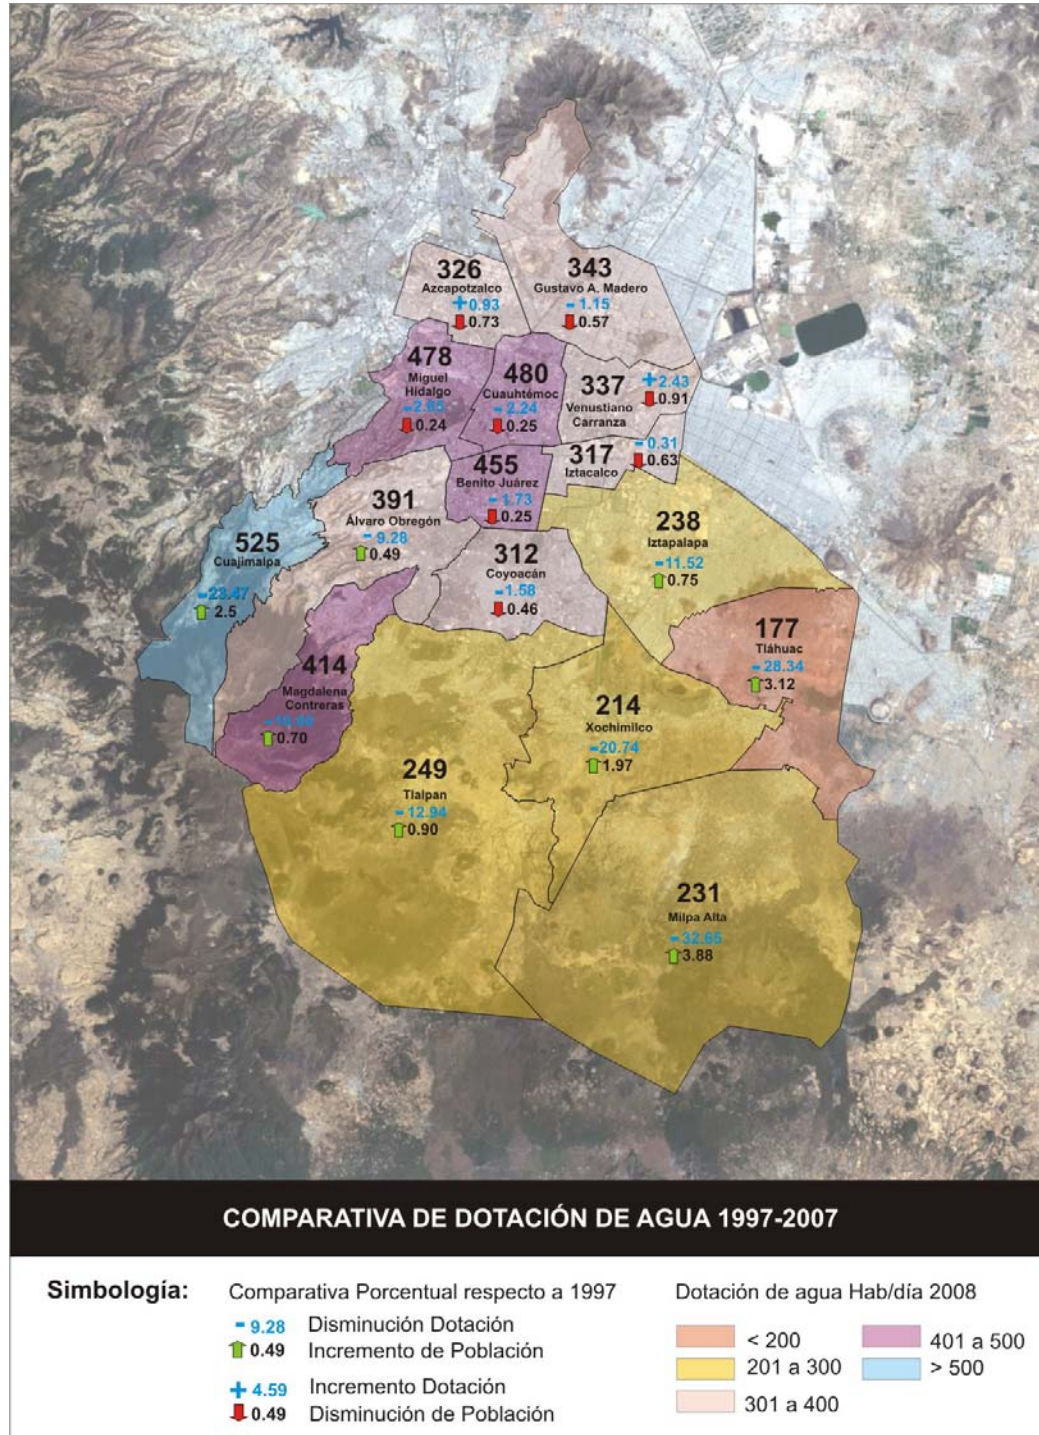 326
Azcapotzalco
+0.93
0.73
343
Gustavo A. Madero
-1.15
0.57
478
Miguel
Hidalgo
0.24
480
Cuauhtémoc
-2.24
0.25
337
Venustiano
Carranza
+2.43
0.91
317
Iztacalco
-0.31
0.63
455
Benito Juárez
-1.73
0.25
391
Álvaro Obregón
-9.28
0.49
525
Cuajimalpa
-23.47
2.5
312
Coyoacán
-1.58
0.46
238
Iztapalapa
-11.52
0.75
177
Tláhuac
-28.34
3.12
414
Magdalena
Contreras
0.70
214
Xochimilco
-20.74
1.97
249
Tlalpan
-12.94
0.90
231
Milpa Alta
-32.65
3.88
COMPARATIVA DE DOTACIÓN DE AGUA 1997-2007
Simbología:
Comparativa Porcentual respecto a 1997
- 9.28 Disminución Dotación
0.49 Incremento de Población
+ 4.59 Incremento Dotación
0.49 Disminución de Población
Dotación de agua Hab/día 2008
< 200
201 a 300
301 a 400
401 a 500
> 500